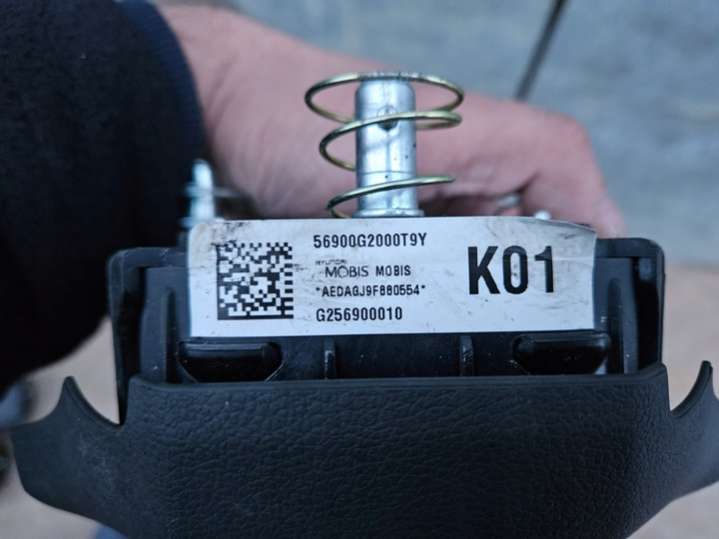 56900G2000T9Y
HYUNDAI
MOBIS MOBIS
*AEDAGJ9F880554*
G256900010
K01